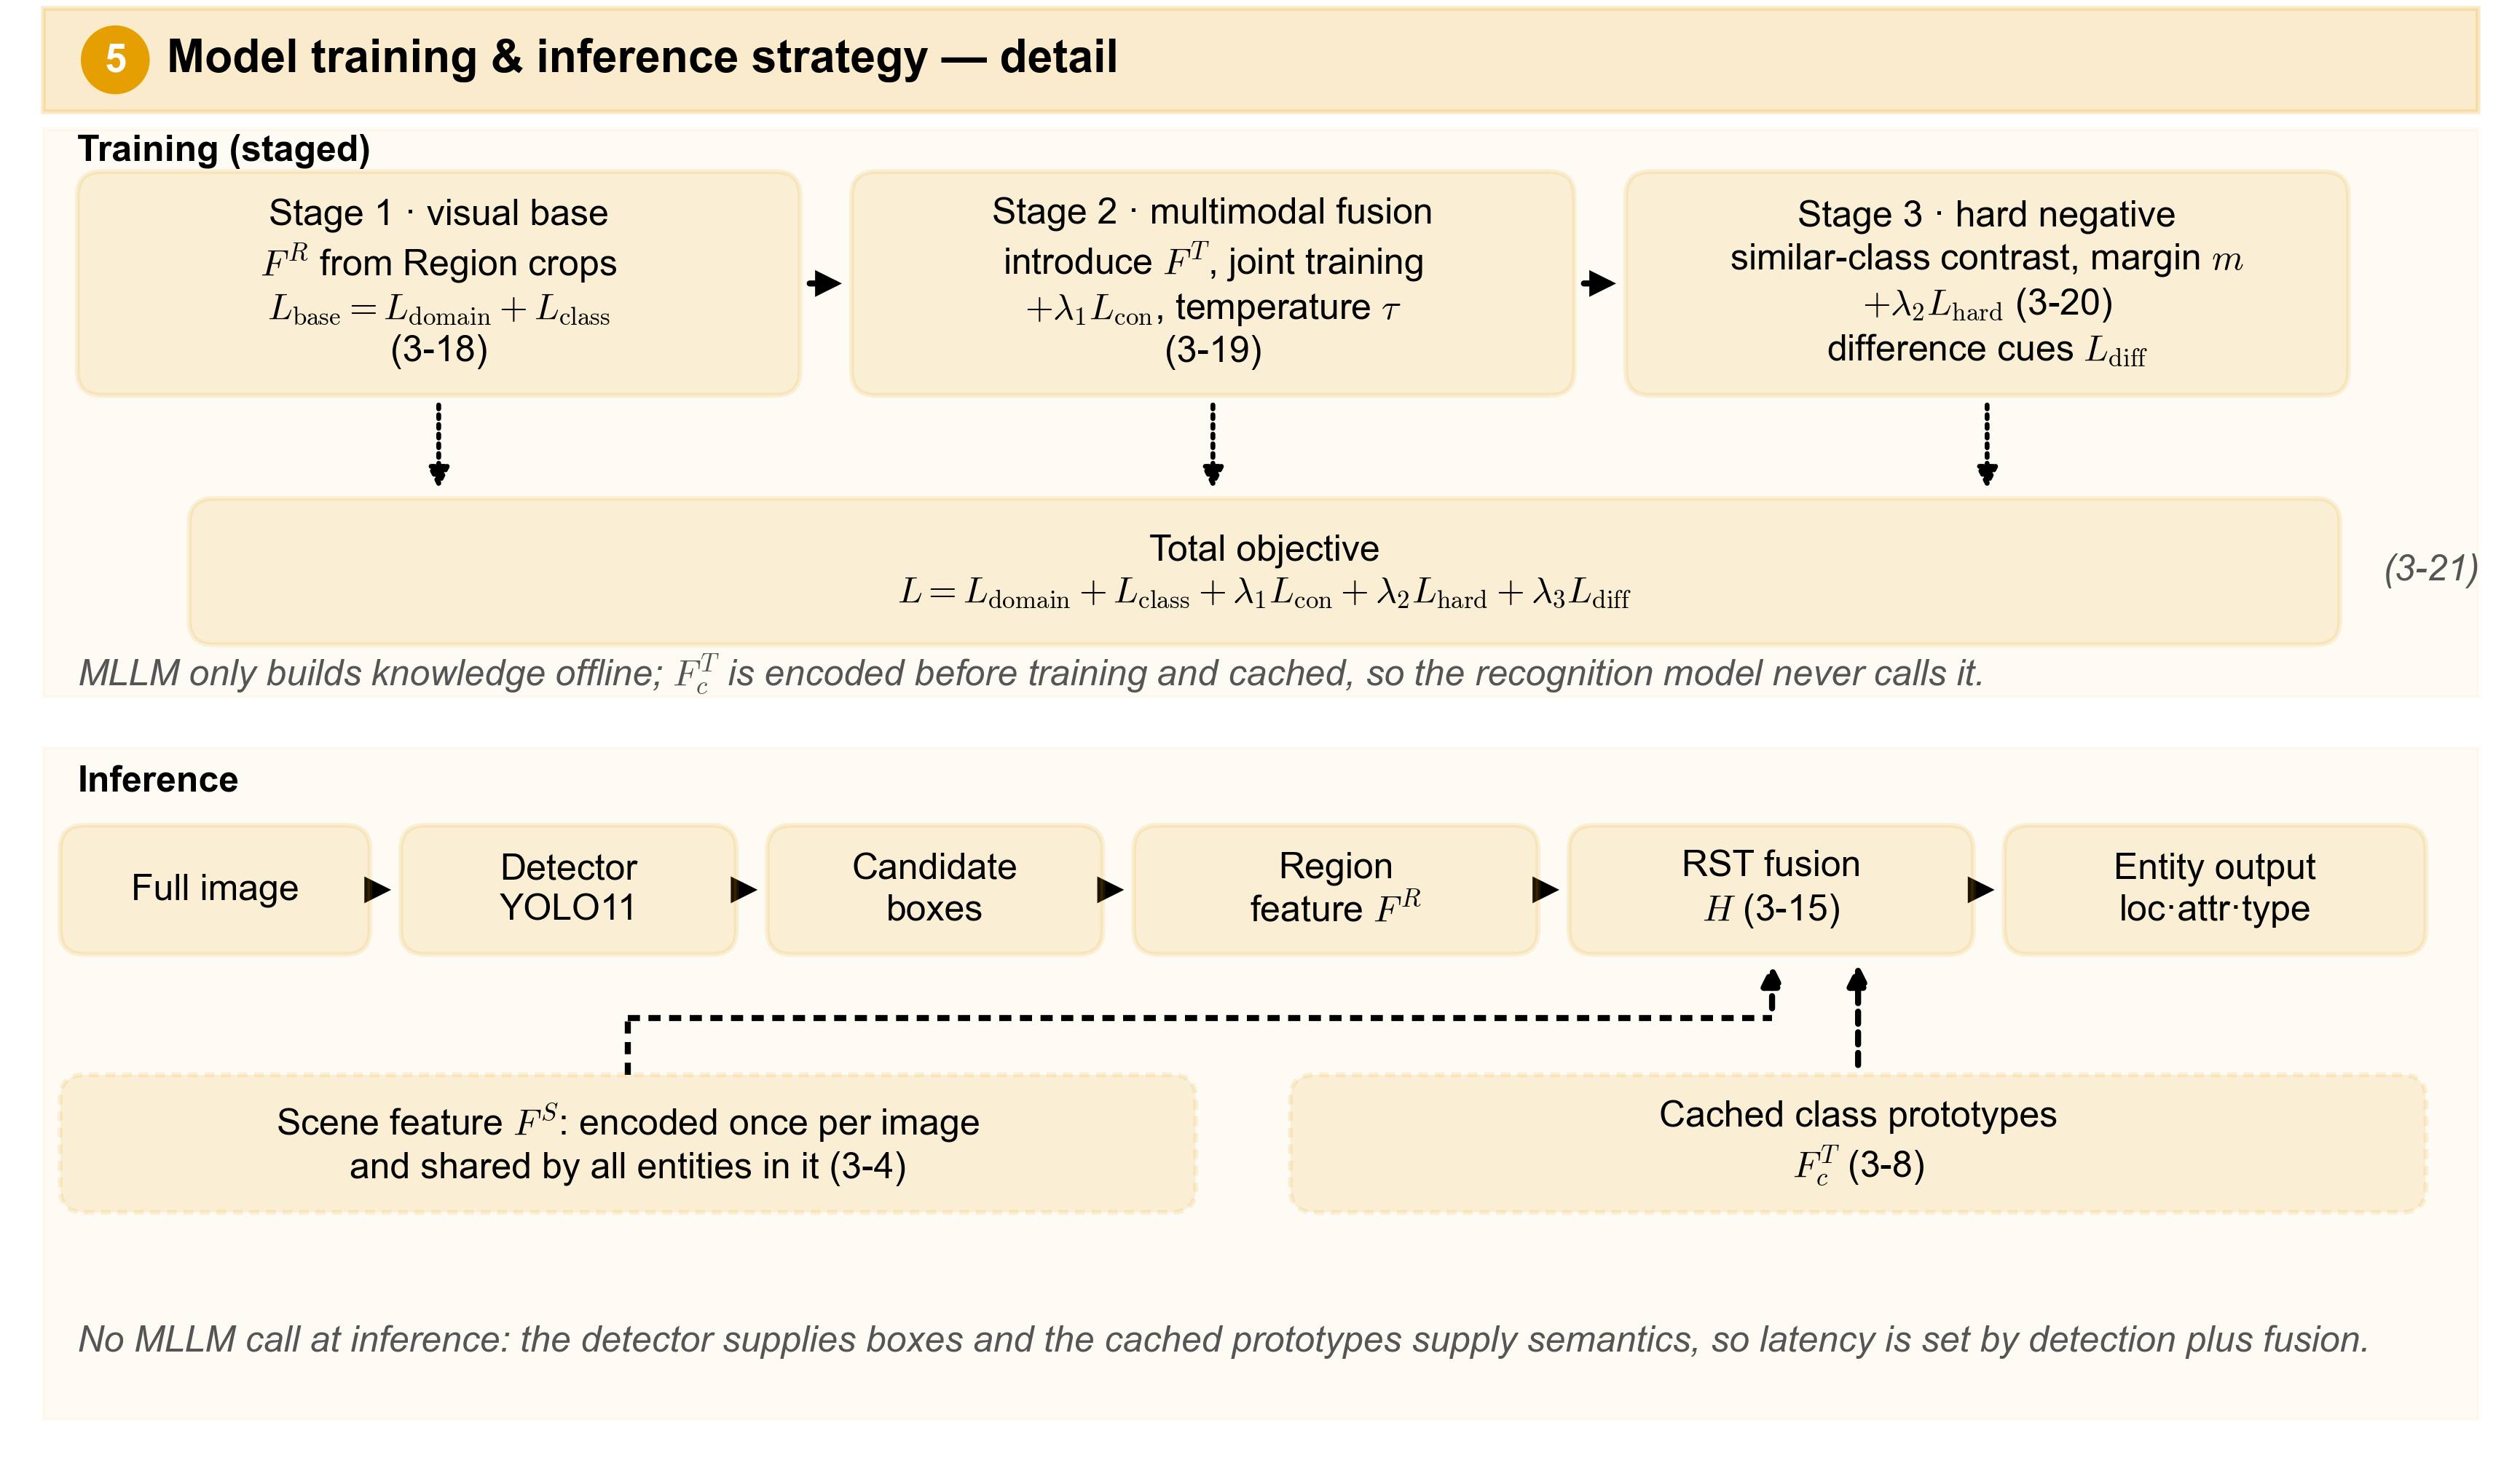 5 Model training & inference strategy — detail
Training (staged)
Stage 1 · visual base
F^R from Region crops
L_base = L_domain + L_class
(3-18)
Stage 2 · multimodal fusion
introduce F^T, joint training
+λ_1 L_con, temperature τ
(3-19)
Stage 3 · hard negative
similar-class contrast, margin m
+λ_2 L_hard (3-20)
difference cues L_diff
Total objective
L = L_domain + L_class + λ_1 L_con + λ_2 L_hard + λ_3 L_diff
(3-21)
MLLM only builds knowledge offline; F_c^T is encoded before training and cached, so the recognition model never calls it.
Inference
Full image
Detector
YOLO11
Candidate
boxes
Region
feature F^R
RST fusion
H (3-15)
Entity output
loc·attr·type
Scene feature F^S: encoded once per image
and shared by all entities in it (3-4)
Cached class prototypes
F_c^T (3-8)
No MLLM call at inference: the detector supplies boxes and the cached prototypes supply semantics, so latency is set by detection plus fusion.